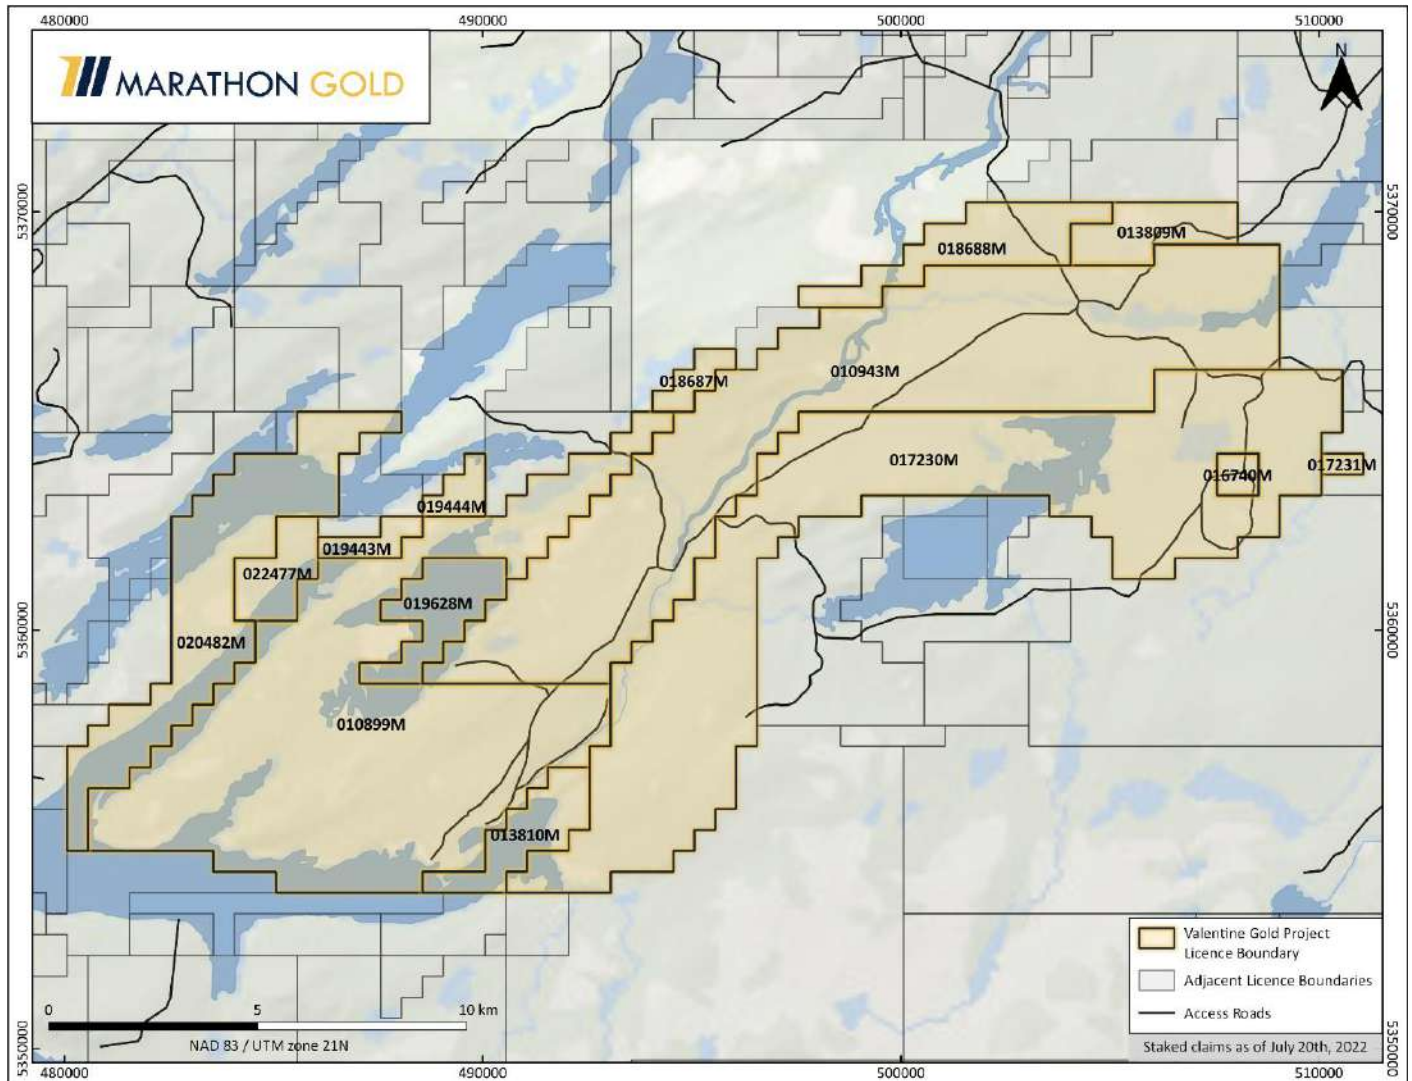 480000
490000
500000
510000
MARATHON GOLD
N
5370000
5370000
018688M
013809M
018687M
010943M
017230M
016740M
017231M
019444M
019443M
022477M
019628M
020482M
010899M
013810M
5360000
5360000
Valentine Gold Project
Licence Boundary
Adjacent Licence Boundaries
Access Roads
Staked claims as of July 20th, 2022
0
5
10 km
NAD 83 / UTM zone 21N
5350000
5350000
480000
490000
500000
510000